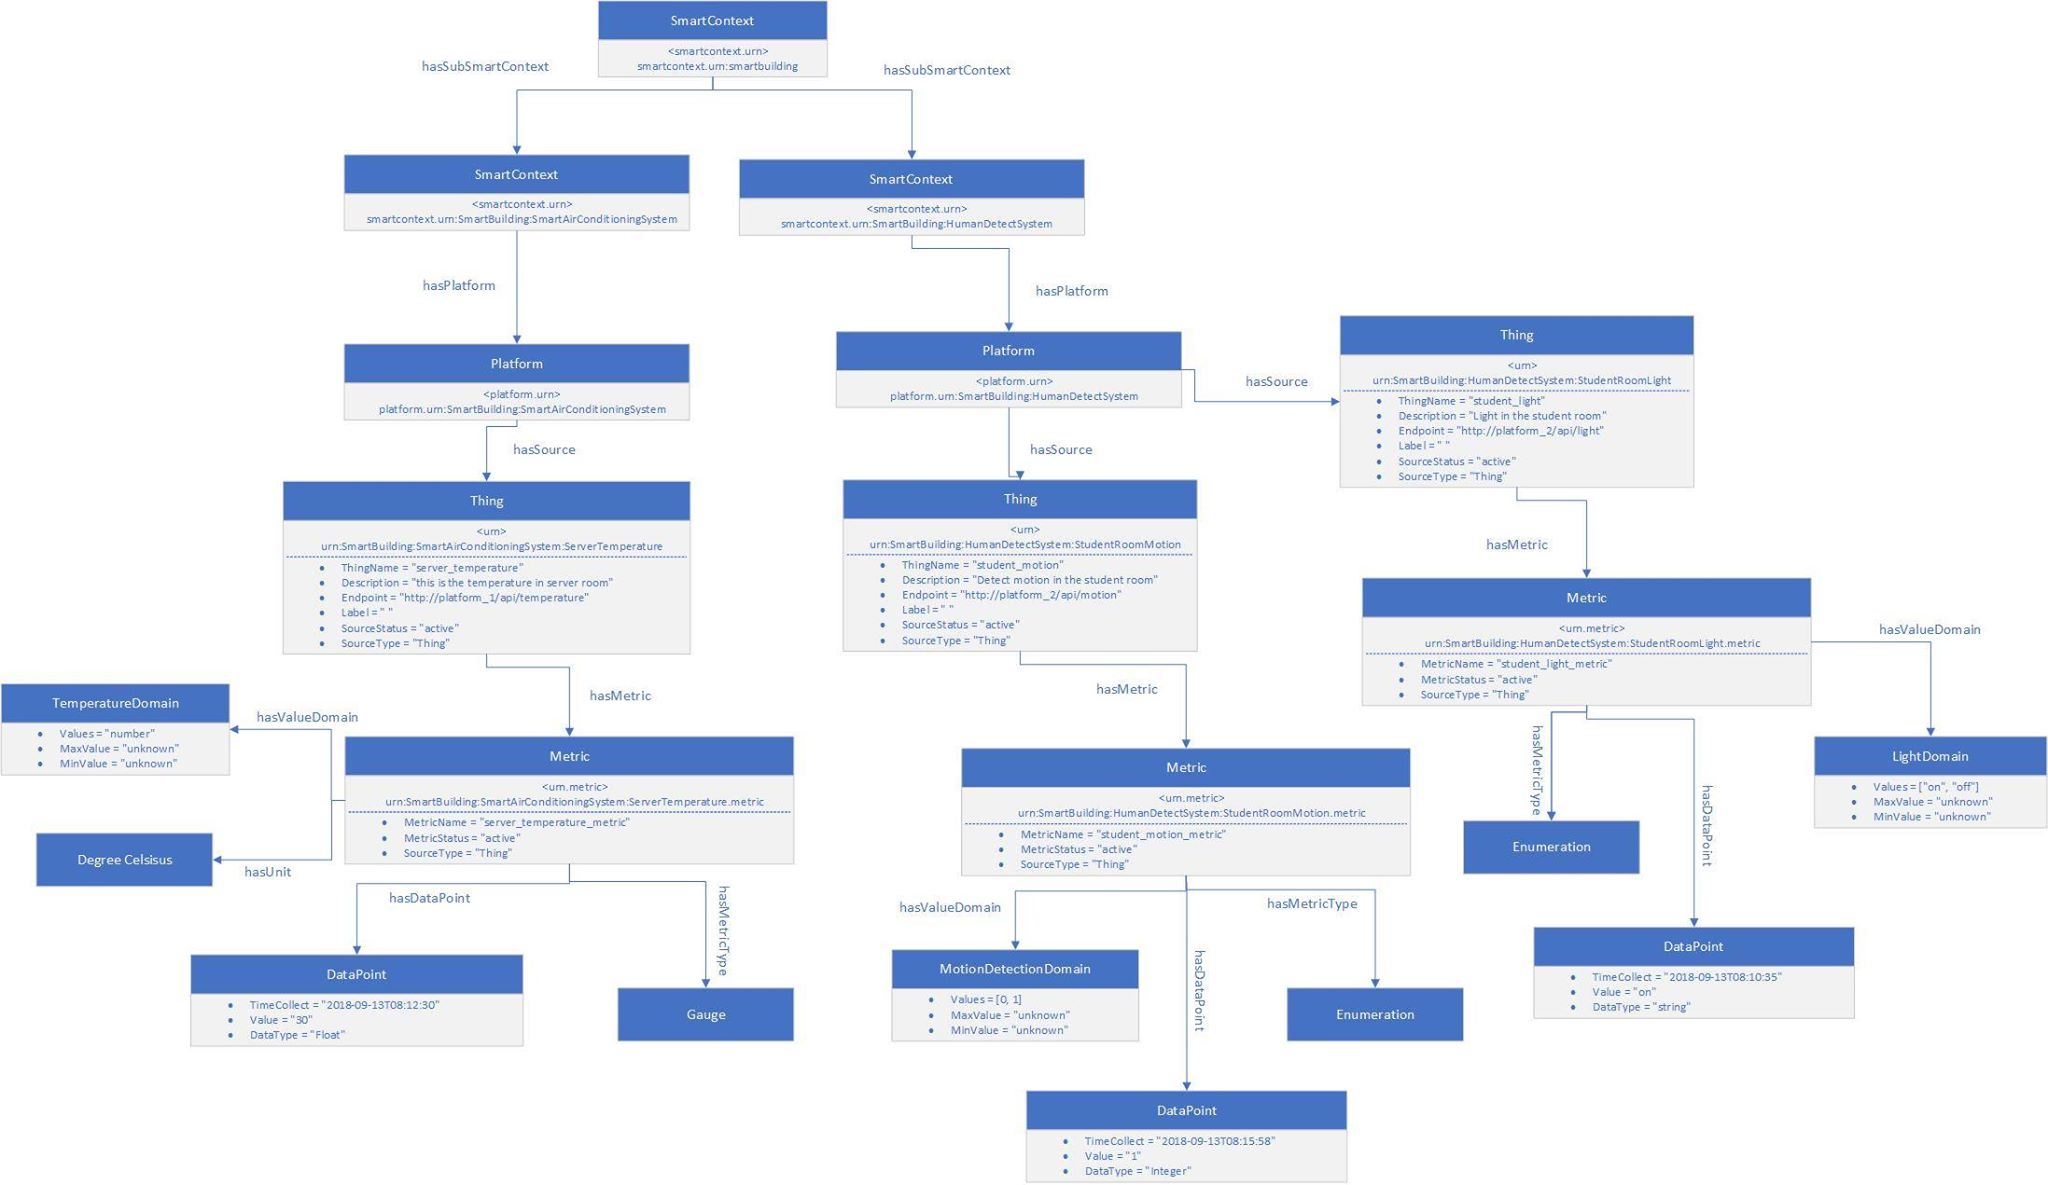 SmartContext
<smartcontext.urn>
smartcontext.urn:smartbuilding
hasSubSmartContext
hasSubSmartContext
SmartContext
<smartcontext.urn>
smartcontext.urn:SmartBuilding:SmartAirConditioningSystem
SmartContext
<smartcontext.urn>
smartcontext.urn:SmartBuilding:HumanDetectSystem
hasPlatform
hasPlatform
Platform
<platform.urn>
platform.urn:SmartBuilding:SmartAirConditioningSystem
Platform
<platform.urn>
platform.urn:SmartBuilding:HumanDetectSystem
hasSource
Thing
<urn>
urn:SmartBuilding:HumanDetectSystem:StudentRoomLight
• ThingName = "student_light"
• Description = "Light in the student room"
• Endpoint = "http://platform_2/api/light"
• Label = " "
• SourceStatus = "active"
• SourceType = "Thing"
hasSource
hasSource
Thing
<urn>
urn:SmartBuilding:SmartAirConditioningSystem:ServerTemperature
• ThingName = "server_temperature"
• Description = "this is the temperature in server room"
• Endpoint = "http://platform_1/api/temperature"
• Label = " "
• SourceStatus = "active"
• SourceType = "Thing"
Thing
<urn>
urn:SmartBuilding:HumanDetectSystem:StudentRoomMotion
• ThingName = "student_motion"
• Description = "Detect motion in the student room"
• Endpoint = "http://platform_2/api/motion"
• Label = " "
• SourceStatus = "active"
• SourceType = "Thing"
hasMetric
Metric
<urn.metric>
urn:SmartBuilding:HumanDetectSystem:StudentRoomLight.metric
• MetricName = "student_light_metric"
• MetricStatus = "active"
• SourceType = "Thing"
hasValueDomain
hasMetric
hasMetric
TemperatureDomain
• Values = "number"
• MaxValue = "unknown"
• MinValue = "unknown"
hasValueDomain
Metric
<urn.metric>
urn:SmartBuilding:SmartAirConditioningSystem:ServerTemperature.metric
• MetricName = "server_temperature_metric"
• MetricStatus = "active"
• SourceType = "Thing"
Metric
<urn.metric>
urn:SmartBuilding:HumanDetectSystem:StudentRoomMotion.metric
• MetricName = "student_motion_metric"
• MetricStatus = "active"
• SourceType = "Thing"
hasMetricType
hasDataPoint
LightDomain
• Values = ["on", "off"]
• MaxValue = "unknown"
• MinValue = "unknown"
Degree Celsisus
hasUnit
Enumeration
hasDataPoint
hasMetricType
hasValueDomain
hasMetricType
hasDataPoint
DataPoint
• TimeCollect = "2018-09-13T08:12:30"
• Value = "30"
• DataType = "Float"
Gauge
MotionDetectionDomain
• Values = [0, 1]
• MaxValue = "unknown"
• MinValue = "unknown"
Enumeration
DataPoint
• TimeCollect = "2018-09-13T08:10:35"
• Value = "on"
• DataType = "string"
DataPoint
• TimeCollect = "2018-09-13T08:15:58"
• Value = "1"
• DataType = "Integer"